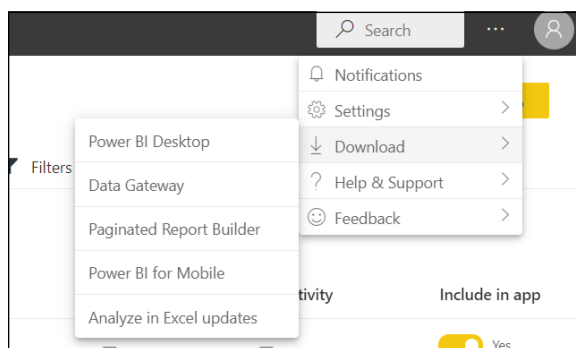 Search
Notifications
Settings
Download
Help & Support
Feedback
Power BI Desktop
Data Gateway
Paginated Report Builder
Power BI for Mobile
Analyze in Excel updates
Filters
tivity
Include in app
Yes